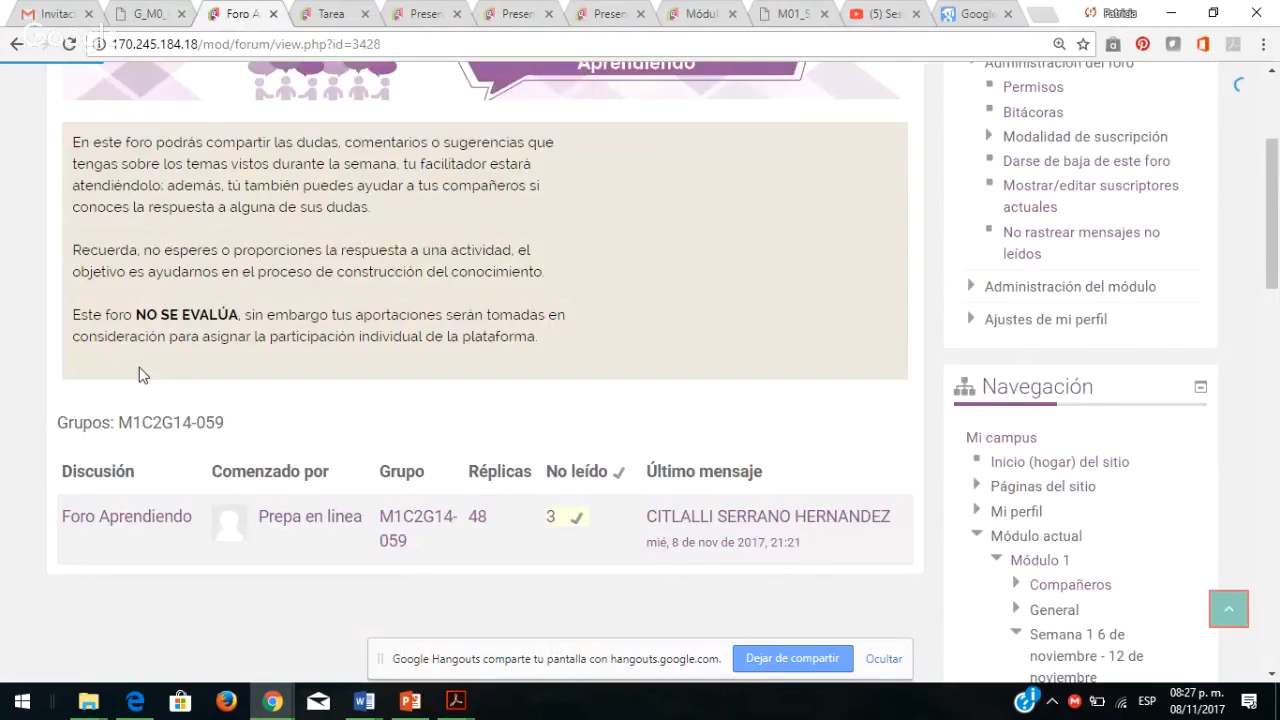 Invitac
G_M0_
Foro A
Tarea
Presen
Presen
Presen
Módul
M01_S
(5) Ses
Google
Patricia
170.245.184.18/mod/forum/view.php?id=3428
Aprendiendo
En este foro podrás compartir las dudas, comentarios o sugerencias que
tengas sobre los temas vistos durante la semana, tu facilitador estará
atendiéndolo; además, tú también puedes ayudar a tus compañeros si
conoces la respuesta a alguna de sus dudas.
Recuerda, no esperes o proporciones la respuesta a una actividad, el
objetivo es ayudarnos en el proceso de construcción del conocimiento.
Este foro NO SE EVALÚA, sin embargo tus aportaciones serán tomadas en
consideración para asignar la participación individual de la plataforma.
Grupos: M1C2G14-059
Discusión Comenzado por Grupo Réplicas No leído Último mensaje
Foro Aprendiendo Prepa en linea M1C2G14- 48 3 CITLALLI SERRANO HERNANDEZ
059 mié, 8 de nov de 2017, 21:21
Administración del foro
Permisos
Bitácoras
Modalidad de suscripción
Darse de baja de este foro
Mostrar/editar suscriptores
actuales
No rastrear mensajes no
leídos
Administración del módulo
Ajustes de mi perfil
Navegación
Mi campus
Inicio (hogar) del sitio
Páginas del sitio
Mi perfil
Módulo actual
Módulo 1
Compañeros
General
Semana 1 6 de
noviembre - 12 de
noviembre
Google Hangouts comparte tu pantalla con hangouts.google.com. Dejar de compartir Ocultar
ESP
08:27 p. m.
08/11/2017